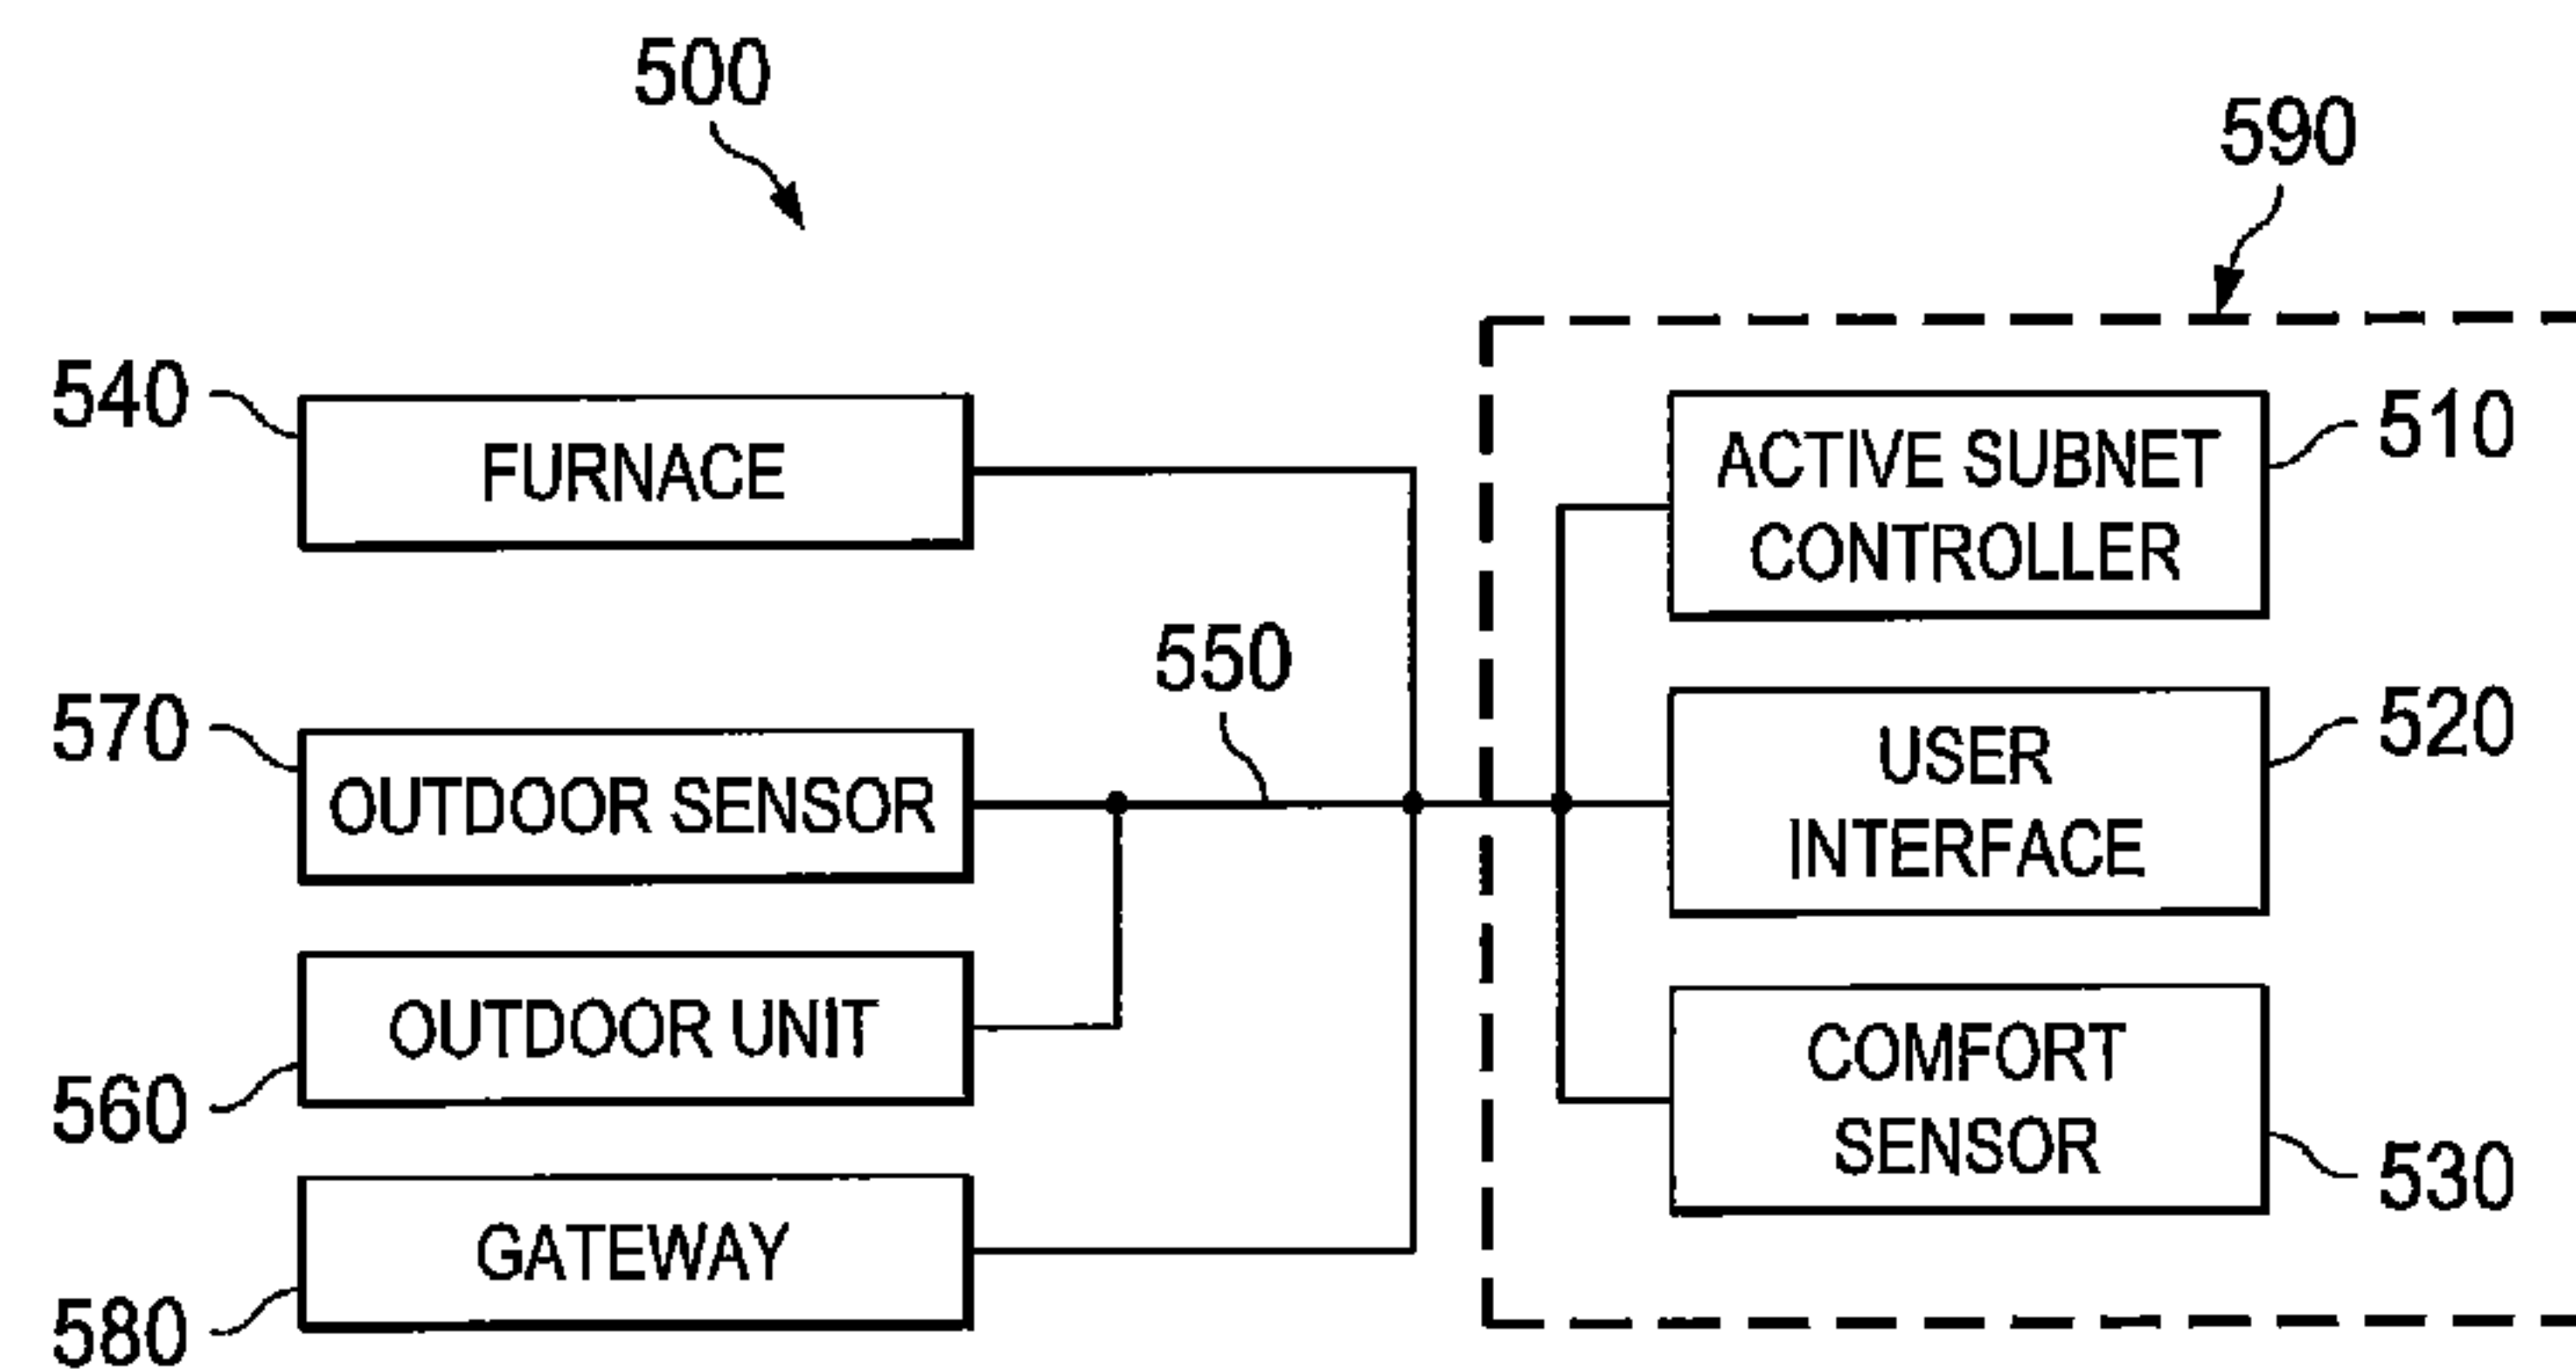 500
590
540
FURNACE
ACTIVE SUBNET
CONTROLLER
510
550
570
OUTDOOR SENSOR
USER
INTERFACE
520
OUTDOOR UNIT
560
COMFORT
SENSOR
530
GATEWAY
580